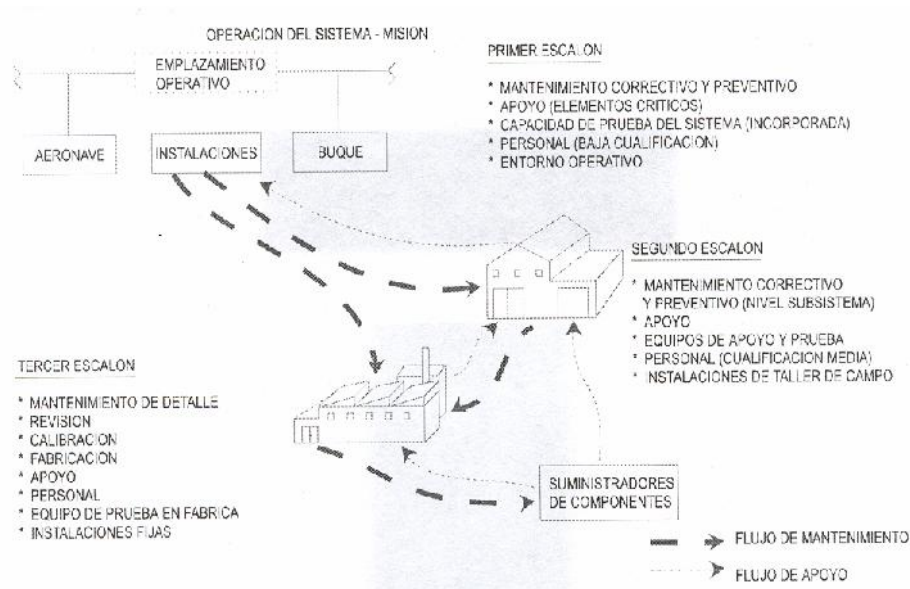 OPERACION DEL SISTEMA - MISION
EMPLAZAMIENTO
OPERATIVO
AERONAVE
INSTALACIONES
BUQUE
PRIMER ESCALON
* MANTENIMIENTO CORRECTIVO Y PREVENTIVO
* APOYO (ELEMENTOS CRITICOS)
* CAPACIDAD DE PRUEBA DEL SISTEMA (INCORPORADA)
* PERSONAL (BAJA CUALIFICACION)
* ENTORNO OPERATIVO
SEGUNDO ESCALON
* MANTENIMIENTO CORRECTIVO
Y PREVENTIVO (NIVEL SUBSISTEMA)
* APOYO
* EQUIPOS DE APOYO Y PRUEBA
* PERSONAL (CUALIFICACION MEDIA)
* INSTALACIONES DE TALLER DE CAMPO
TERCER ESCALON
* MANTENIMIENTO DE DETALLE
* REVISION
* CALIBRACION
* FABRICACION
* APOYO
* PERSONAL
* EQUIPO DE PRUEBA EN FABRICA
* INSTALACIONES FIJAS
SUMINISTRADORES
DE COMPONENTES
FLUJO DE MANTENIMIENTO
FLUJO DE APOYO